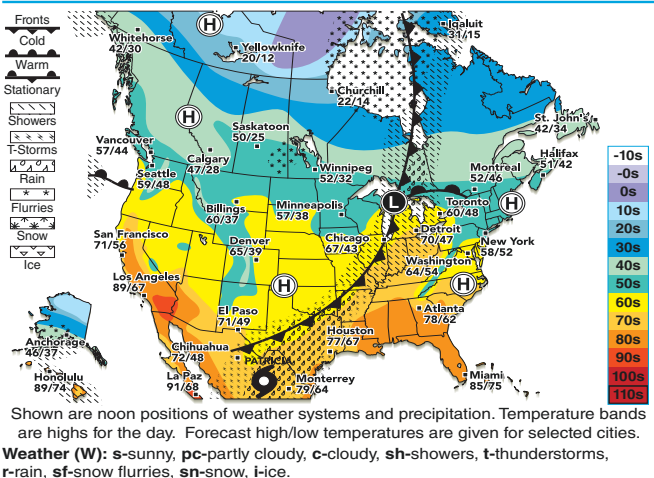 Fronts
Cold
Warm
Stationary
Showers
T-Storms
Rain
Flurries
Snow
Ice
H
Whitehorse
42/30
Yellowknife
20/12
Iqaluit
31/15
Churchill
22/14
H
Saskatoon
50/25
St. John's
42/34
Vancouver
57/44
Calgary
47/28
Winnipeg
52/32
Montreal
52/46
Halifax
51/42
Seattle
59/48
Billings
60/37
Minneapolis
57/38
L
Toronto
60/48
H
San Francisco
71/56
Denver
65/39
Chicago
67/43
Detroit
70/47
New York
58/52
Washington
64/54
Los Angeles
89/67
H
H
El Paso
71/49
Atlanta
78/62
Houston
77/67
Chihuahua
72/48
PATRICIA
Anchorage
46/37
Honolulu
89/74
La Paz
91/68
Monterrey
79/64
Miami
85/75
-10s
-0s
0s
10s
20s
30s
40s
50s
60s
70s
80s
90s
100s
110s
Shown are noon positions of weather systems and precipitation. Temperature bands
are highs for the day. Forecast high/low temperatures are given for selected cities.
Weather (W): s-sunny, pc-partly cloudy, c-cloudy, sh-showers, t-thunderstorms,
r-rain, sf-snow flurries, sn-snow, i-ice.